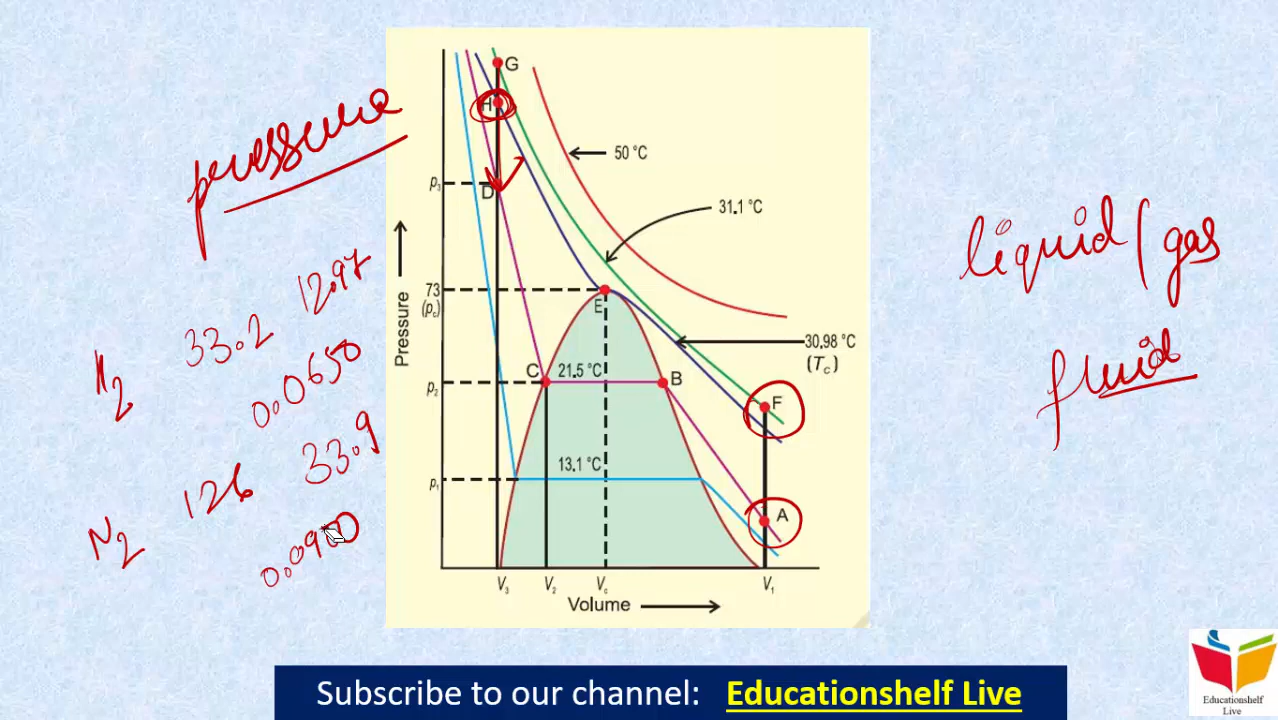 pressure
H2 33.2 12.97
0.0650
N2 126 33.9
0.0900
G
H
D
p3
50 °C
31.1 °C
Pressure
73
(pc)
E
30.98 °C
(Tc)
C
21.5 °C
B
p2
F
13.1 °C
p1
A
V3
V2
Vc
V1
Volume
liquid/gas
fluid
Subscribe to our channel: Educationshelf Live
Educationshelf
Live